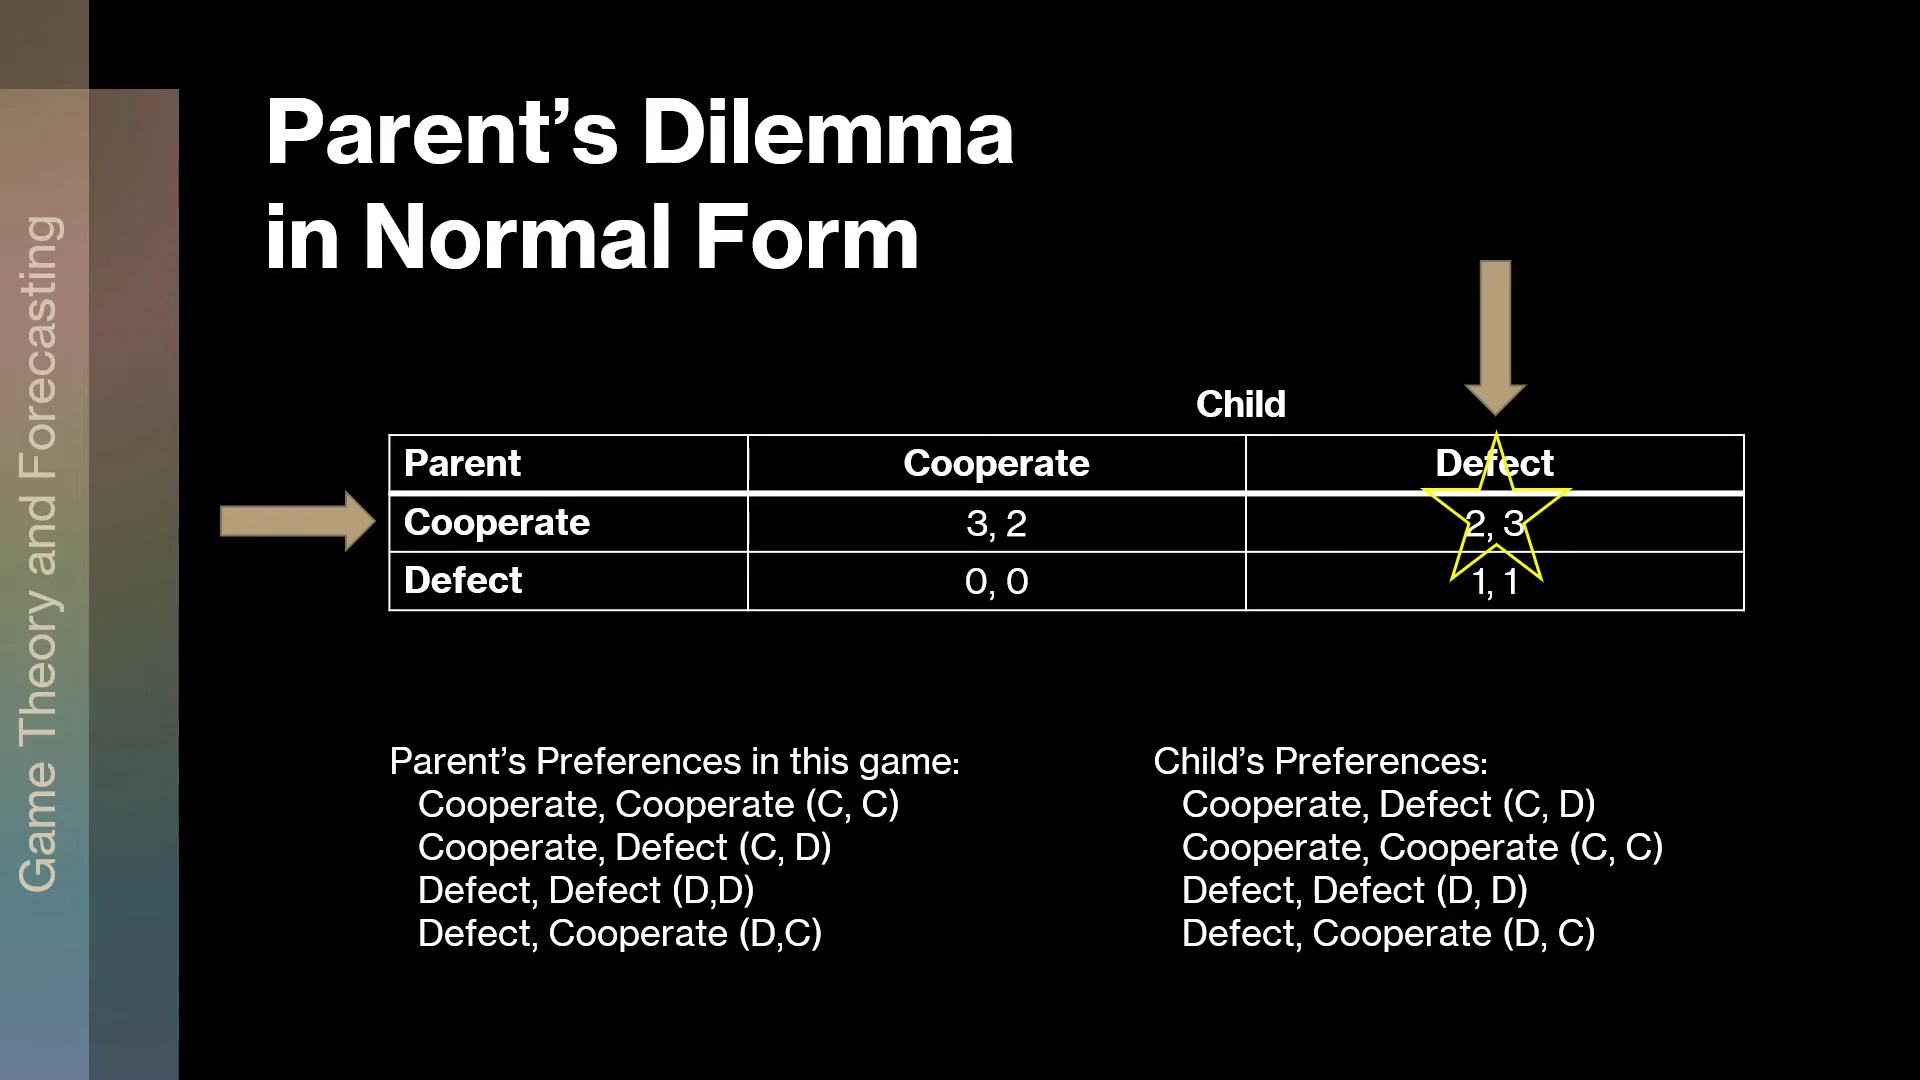 Game Theory and Forecasting
Parent’s Dilemma
in Normal Form
Child
Parent Cooperate Defect
Cooperate 3, 2 2, 3
Defect 0, 0 1, 1
Parent’s Preferences in this game:
Cooperate, Cooperate (C, C)
Cooperate, Defect (C, D)
Defect, Defect (D,D)
Defect, Cooperate (D,C)
Child’s Preferences:
Cooperate, Defect (C, D)
Cooperate, Cooperate (C, C)
Defect, Defect (D, D)
Defect, Cooperate (D, C)